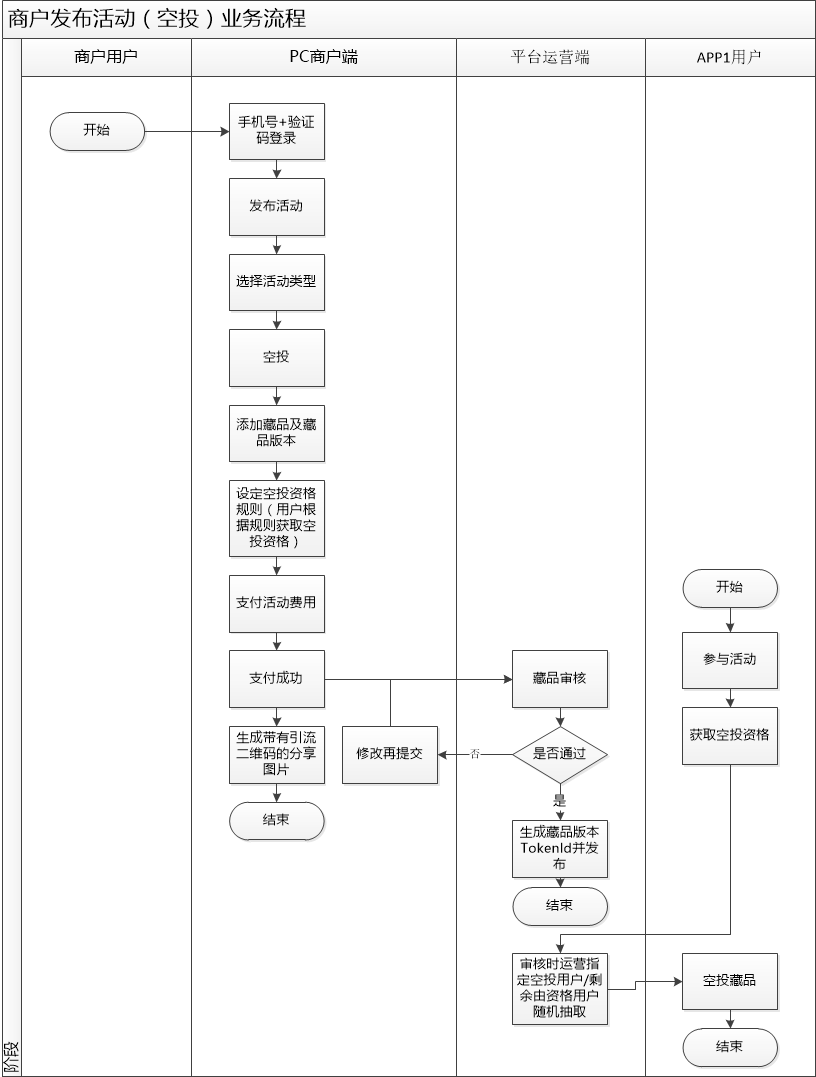 商户发布活动（空投）业务流程
商户用户
PC商户端
平台运营端
APP1用户
开始
手机号+验证
码登录
发布活动
选择活动类型
空投
添加藏品及藏
品版本
设定空投资格
规则（用户根
据规则获取空
投资格）
支付活动费用
支付成功
生成带有引流
二维码的分享
图片
结束
修改再提交
藏品审核
是否通过
否
是
生成藏品版本
TokenId并发
布
结束
审核时运营指
定空投用户/剩
余由资格用户
随机抽取
开始
参与活动
获取空投资格
空投藏品
结束
阶段